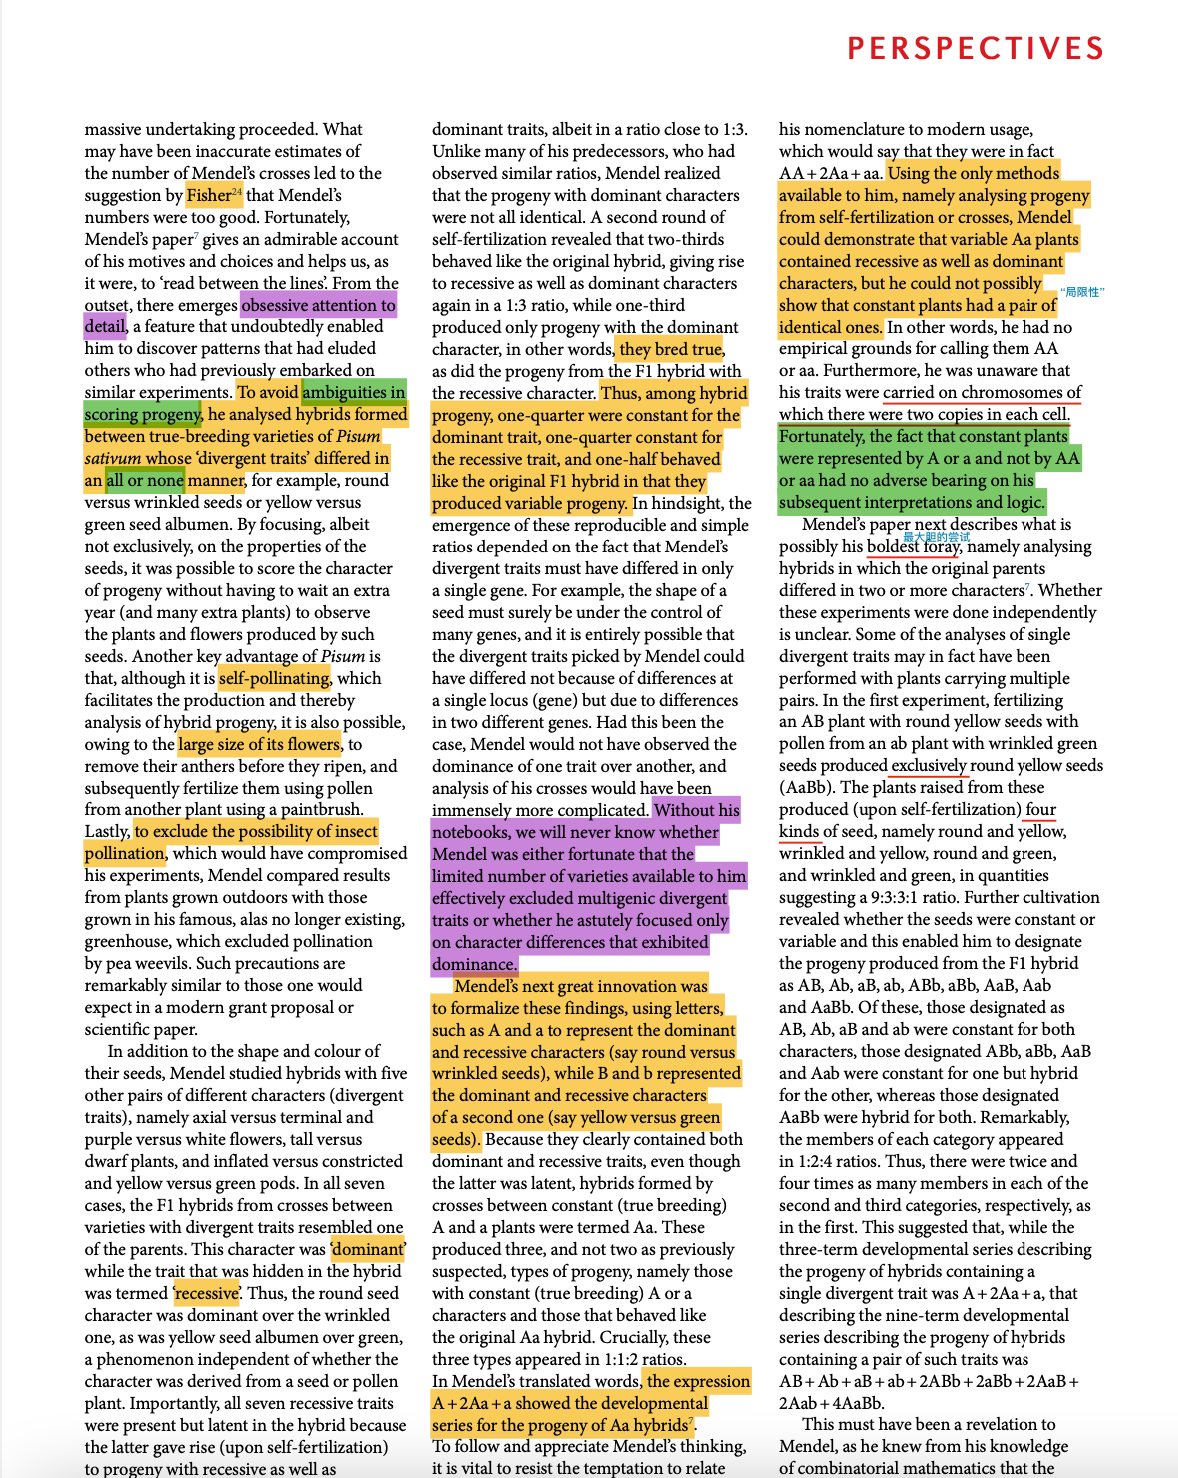 PERSPECTIVES
massive undertaking proceeded. What
may have been inaccurate estimates of
the number of Mendel’s crosses led to the
suggestion by Fisher24 that Mendel’s
numbers were too good. Fortunately,
Mendel’s paper7 gives an admirable account
of his motives and choices and helps us, as
it were, to ‘read between the lines’. From the
outset, there emerges obsessive attention to
detail, a feature that undoubtedly enabled
him to discover patterns that had eluded
others who had previously embarked on
similar experiments. To avoid ambiguities in
scoring progeny, he analysed hybrids formed
between true-breeding varieties of Pisum
sativum whose ‘divergent traits’ differed in
an all or none manner, for example, round
versus wrinkled seeds or yellow versus
green seed albumen. By focusing, albeit
not exclusively, on the properties of the
seeds, it was possible to score the character
of progeny without having to wait an extra
year (and many extra plants) to observe
the plants and flowers produced by such
seeds. Another key advantage of Pisum is
that, although it is self-pollinating, which
facilitates the production and thereby
analysis of hybrid progeny, it is also possible,
owing to the large size of its flowers, to
remove their anthers before they ripen, and
subsequently fertilize them using pollen
from another plant using a paintbrush.
Lastly, to exclude the possibility of insect
pollination, which would have compromised
his experiments, Mendel compared results
from plants grown outdoors with those
grown in his famous, alas no longer existing,
greenhouse, which excluded pollination
by pea weevils. Such precautions are
remarkably similar to those one would
expect in a modern grant proposal or
scientific paper.
In addition to the shape and colour of
their seeds, Mendel studied hybrids with five
other pairs of different characters (divergent
traits), namely axial versus terminal and
purple versus white flowers, tall versus
dwarf plants, and inflated versus constricted
and yellow versus green pods. In all seven
cases, the F1 hybrids from crosses between
varieties with divergent traits resembled one
of the parents. This character was ‘dominant’
while the trait that was hidden in the hybrid
was termed ‘recessive’. Thus, the round seed
character was dominant over the wrinkled
one, as was yellow seed albumen over green,
a phenomenon independent of whether the
character was derived from a seed or pollen
plant. Importantly, all seven recessive traits
were present but latent in the hybrid because
the latter gave rise (upon self-fertilization)
to progeny with recessive as well as
dominant traits, albeit in a ratio close to 1:3.
Unlike many of his predecessors, who had
observed similar ratios, Mendel realized
that the progeny with dominant characters
were not all identical. A second round of
self-fertilization revealed that two-thirds
behaved like the original hybrid, giving rise
to recessive as well as dominant characters
again in a 1:3 ratio, while one-third
produced only progeny with the dominant
character, in other words, they bred true,
as did the progeny from the F1 hybrid with
the recessive character. Thus, among hybrid
progeny, one-quarter were constant for the
dominant trait, one-quarter constant for
the recessive trait, and one-half behaved
like the original F1 hybrid in that they
produced variable progeny. In hindsight, the
emergence of these reproducible and simple
ratios depended on the fact that Mendel’s
divergent traits must have differed in only
a single gene. For example, the shape of a
seed must surely be under the control of
many genes, and it is entirely possible that
the divergent traits picked by Mendel could
have differed not because of differences at
a single locus (gene) but due to differences
in two different genes. Had this been the
case, Mendel would not have observed the
dominance of one trait over another, and
analysis of his crosses would have been
immensely more complicated. Without his
notebooks, we will never know whether
Mendel was either fortunate that the
limited number of varieties available to him
effectively excluded multigenic divergent
traits or whether he astutely focused only
on character differences that exhibited
dominance.
Mendel’s next great innovation was
to formalize these findings, using letters,
such as A and a to represent the dominant
and recessive characters (say round versus
wrinkled seeds), while B and b represented
the dominant and recessive characters
of a second one (say yellow versus green
seeds). Because they clearly contained both
dominant and recessive traits, even though
the latter was latent, hybrids formed by
crosses between constant (true breeding)
A and a plants were termed Aa. These
produced three, and not two as previously
suspected, types of progeny, namely those
with constant (true breeding) A or a
characters and those that behaved like
the original Aa hybrid. Crucially, these
three types appeared in 1:1:2 ratios.
In Mendel’s translated words, the expression
A + 2Aa + a showed the developmental
series for the progeny of Aa hybrids7.
To follow and appreciate Mendel’s thinking,
it is vital to resist the temptation to relate
his nomenclature to modern usage,
which would say that they were in fact
AA + 2Aa + aa. Using the only methods
available to him, namely analysing progeny
from self-fertilization or crosses, Mendel
could demonstrate that variable Aa plants
contained recessive as well as dominant
characters, but he could not possibly
“局限性”
show that constant plants had a pair of
identical ones. In other words, he had no
empirical grounds for calling them AA
or aa. Furthermore, he was unaware that
his traits were carried on chromosomes of
which there were two copies in each cell.
Fortunately, the fact that constant plants
were represented by A or a and not by AA
or aa had no adverse bearing on his
subsequent interpretations and logic.
Mendel’s paper next describes what is
最大胆的尝试
possibly his boldest foray, namely analysing
hybrids in which the original parents
differed in two or more characters7. Whether
these experiments were done independently
is unclear. Some of the analyses of single
divergent traits may in fact have been
performed with plants carrying multiple
pairs. In the first experiment, fertilizing
an AB plant with round yellow seeds with
pollen from an ab plant with wrinkled green
seeds produced exclusively round yellow seeds
(AaBb). The plants raised from these
produced (upon self-fertilization) four
kinds of seed, namely round and yellow,
wrinkled and yellow, round and green,
and wrinkled and green, in quantities
suggesting a 9:3:3:1 ratio. Further cultivation
revealed whether the seeds were constant or
variable and this enabled him to designate
the progeny produced from the F1 hybrid
as AB, Ab, aB, ab, ABb, aBb, AaB, Aab
and AaBb. Of these, those designated as
AB, Ab, aB and ab were constant for both
characters, those designated ABb, aBb, AaB
and Aab were constant for one but hybrid
for the other, whereas those designated
AaBb were hybrid for both. Remarkably,
the members of each category appeared
in 1:2:4 ratios. Thus, there were twice and
four times as many members in each of the
second and third categories, respectively, as
in the first. This suggested that, while the
three-term developmental series describing
the progeny of hybrids containing a
single divergent trait was A + 2Aa + a, that
describing the nine-term developmental
series describing the progeny of hybrids
containing a pair of such traits was
AB + Ab + aB + ab + 2ABb + 2aBb + 2AaB +
2Aab + 4AaBb.
This must have been a revelation to
Mendel, as he knew from his knowledge
of combinatorial mathematics that the